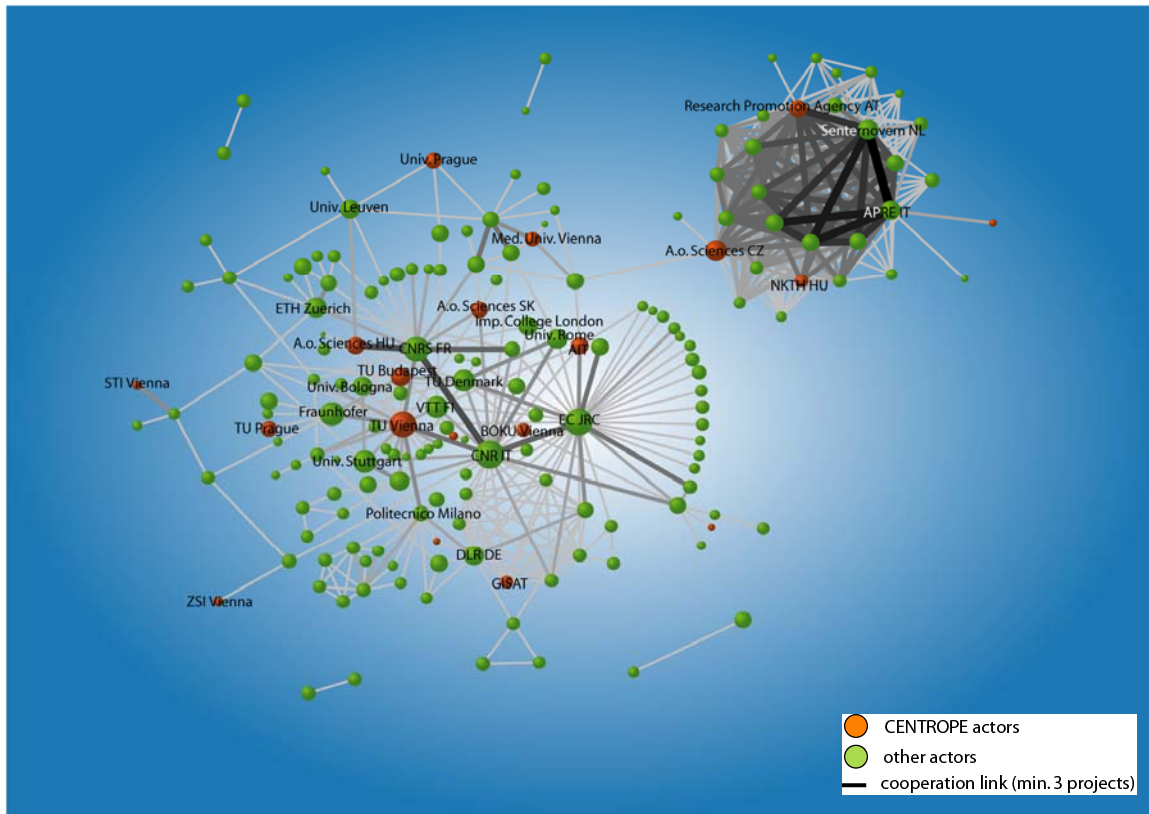 Research Promotion Agency AT
Senternovem NL
Univ. Prague
Univ. Leuven
APRE IT
Med. Univ. Vienna
A.o. Sciences CZ
NKTH HU
ETH Zuerich
A.o. Sciences SK
Imp. College London
Univ. Rome
A.o. Sciences HU
CNRS FR
AIT
TU Budapest
STI Vienna
Univ. Bologna
TU Denmark
Fraunhofer
VTT FI
TU Prague
TU Vienna
BOKU Vienna
EC JRC
CNR IT
Univ. Stuttgart
Politecnico Milano
DLR DE
GISAT
ZSI Vienna
CENTROPE actors
other actors
cooperation link (min. 3 projects)